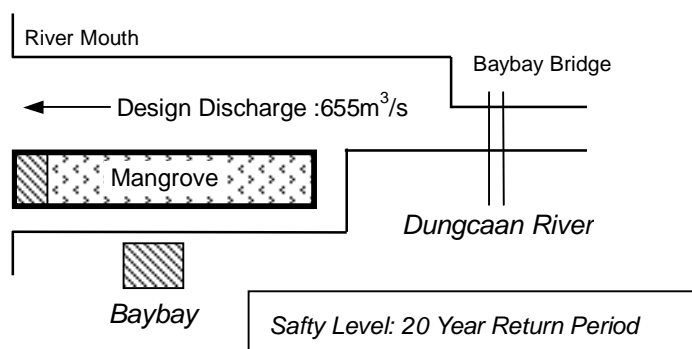 River Mouth
Baybay Bridge
Design Discharge :655m³/s
Mangrove
Dungcaan River
Baybay
Safty Level: 20 Year Return Period